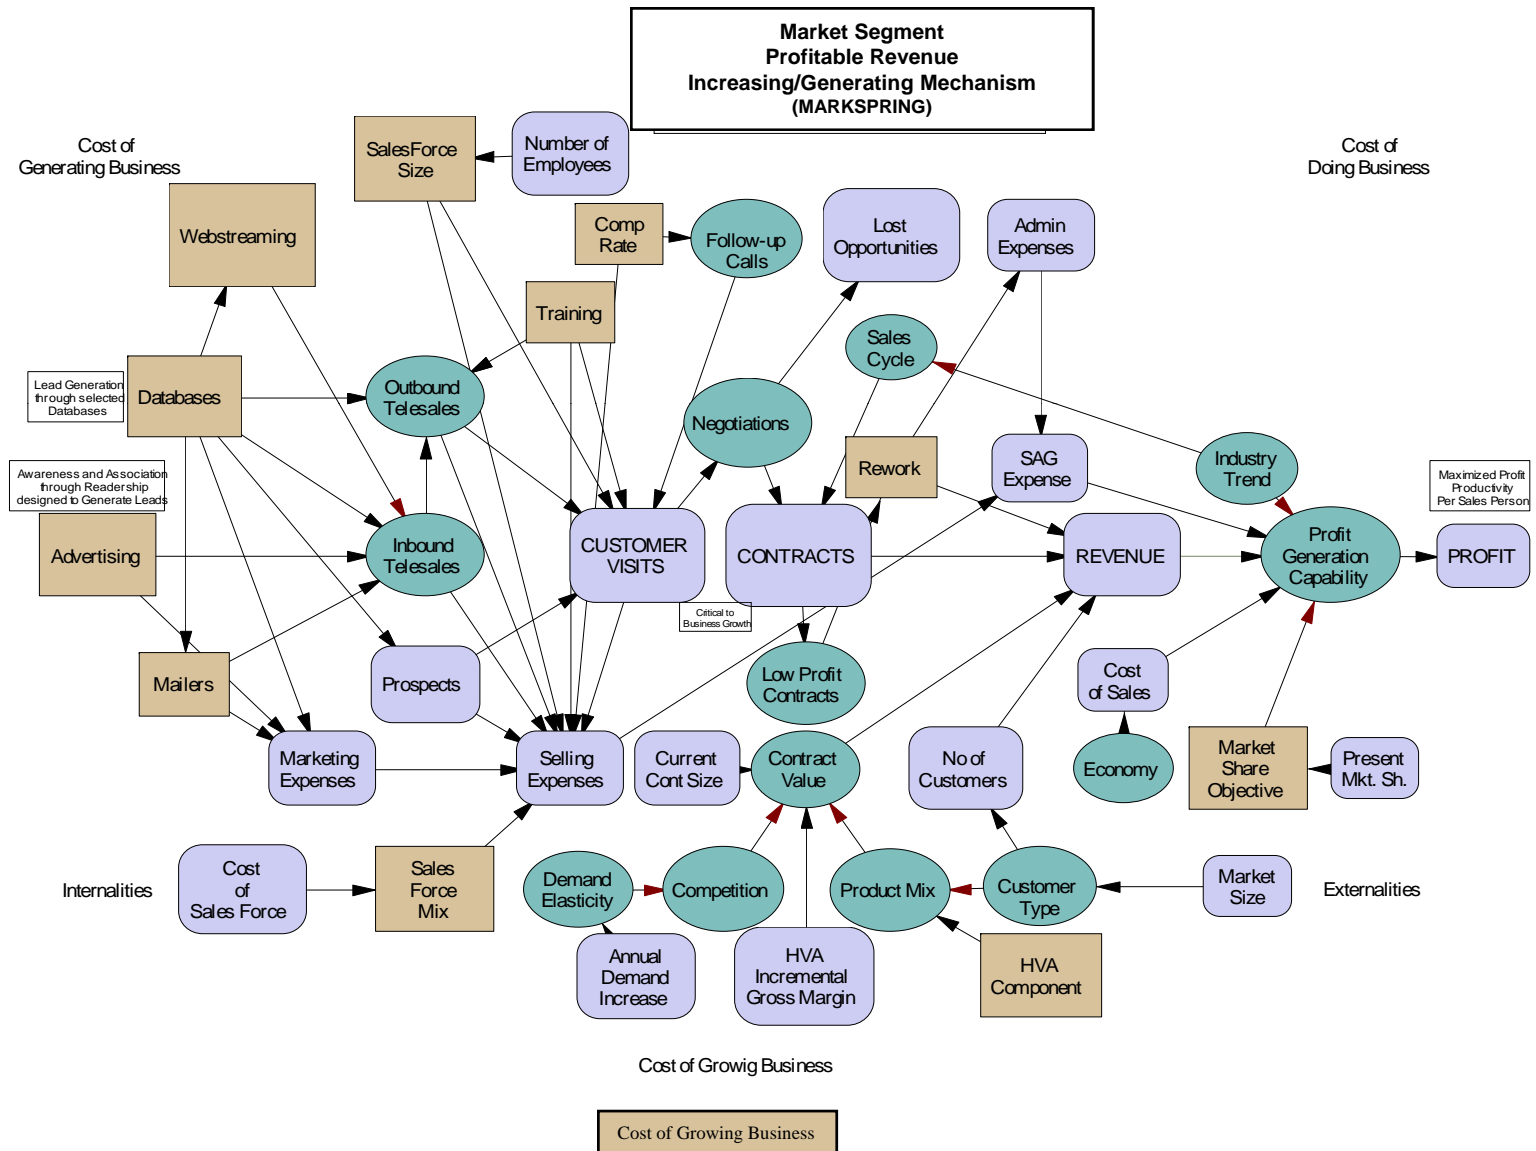 Market Segment
Profitable Revenue
Increasing/Generating Mechanism
(MARKSPRING)
Cost of
Generating Business
SalesForce
Size
Number of
Employees
Cost of
Doing Business
Webstreaming
Comp
Rate
Follow-up
Calls
Lost
Opportunities
Admin
Expenses
Training
Sales
Cycle
Lead Generation
through selected
Databases
Databases
Outbound
Telesales
Negotiations
Rework
SAG
Expense
Industry
Trend
Maximized Profit
Productivity
Per Sales Person
Awareness and Association
through Readership
designed to Generate Leads
Advertising
Inbound
Telesales
CUSTOMER
VISITS
CONTRACTS
REVENUE
Profit
Generation
Capability
PROFIT
Critical to
Business Growth
Mailers
Prospects
Low Profit
Contracts
Cost
of Sales
Marketing
Expenses
Selling
Expenses
Current
Cont Size
Contract
Value
No of
Customers
Economy
Market
Share
Objective
Present
Mkt. Sh.
Internalities
Cost
of
Sales Force
Sales
Force
Mix
Demand
Elasticity
Competition
Product Mix
Customer
Type
Market
Size
Externalities
Annual
Demand
Increase
HVA
Incremental
Gross Margin
HVA
Component
Cost of Growig Business
Cost of Growing Business